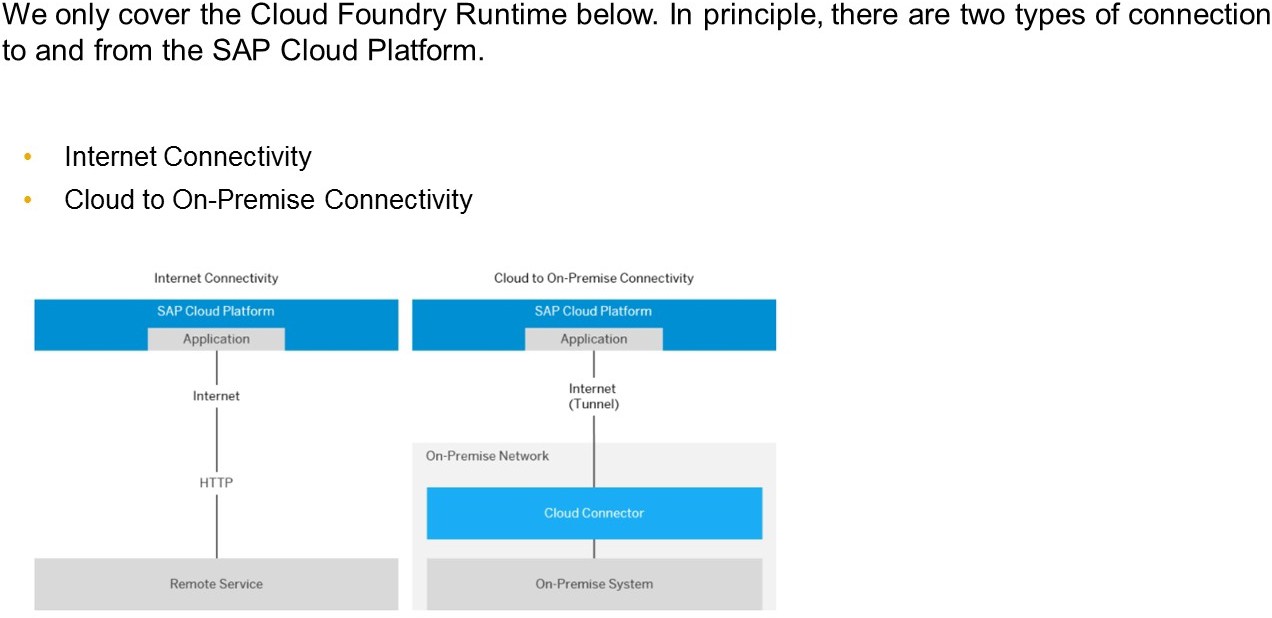 We only cover the Cloud Foundry Runtime below. In principle, there are two types of connection
to and from the SAP Cloud Platform.
• Internet Connectivity
• Cloud to On-Premise Connectivity
Internet Connectivity
SAP Cloud Platform
Application
Internet
HTTP
Remote Service
Cloud to On-Premise Connectivity
SAP Cloud Platform
Application
Internet
(Tunnel)
On-Premise Network
Cloud Connector
On-Premise System